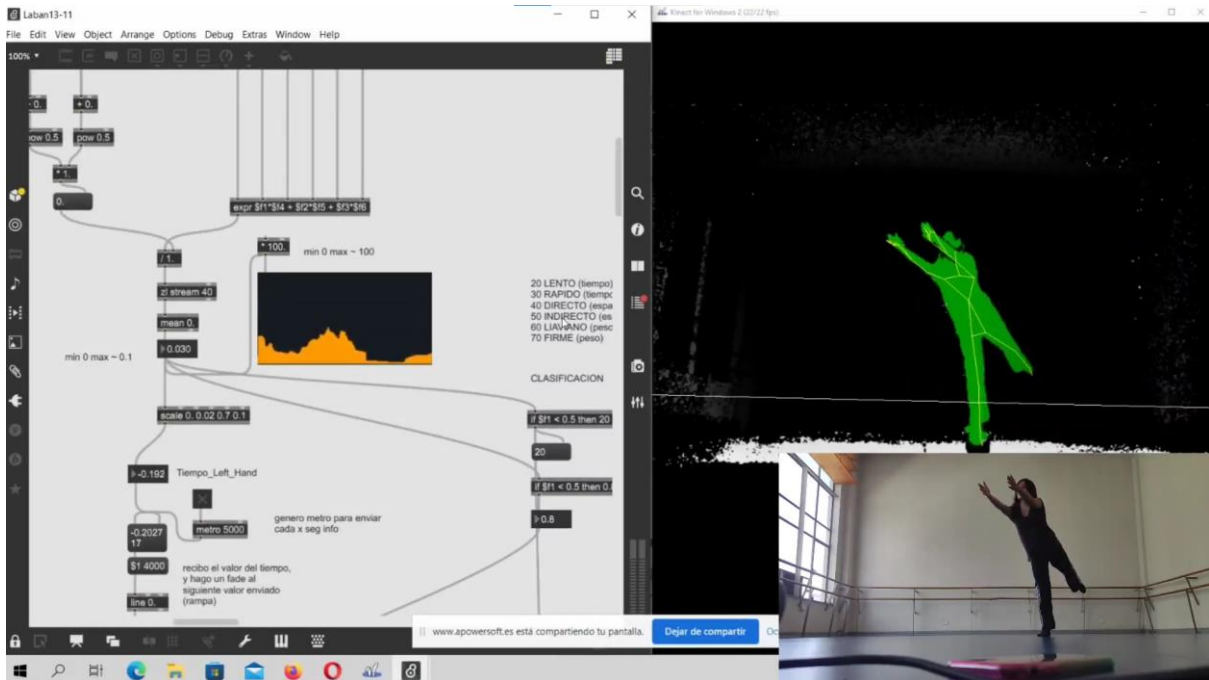 Laban13-11
Kinect for Windows 2 (22/22 fps)
File Edit View Object Arrange Options Debug Extras Window Help
100%
+ 0.
pow 0.5
pow 0.5
* 1.
0.
expr $f1*$f4 + $f2*$f5 + $f3*$f6
/ 1.
* 100.
min 0 max ~ 100
zl stream 40
mean 0.
0.030
min 0 max ~ 0.1
20 LENTO (tiempo)
30 RAPIDO (tiempo
40 DIRECTO (espa
50 INDIRECTO (es
60 (peso
70 FIRME (peso)
CLASIFICACION
scale 0. 0.02 0.7 0.1
if $f1 < 0.5 then 20
20
-0.192
Tiempo_Left_Hand
if $f1 < 0.5 then 0.
0.8
metro 5000
genero metro para enviar
cada x seg info
-0.2027
17
$1 4000
recibo el valor del tiempo,
y hago un fade al
siguiente valor enviado
(rampa)
line 0.
www.apowersoft.es está compartiendo tu pantalla.
Dejar de compartir
Oc